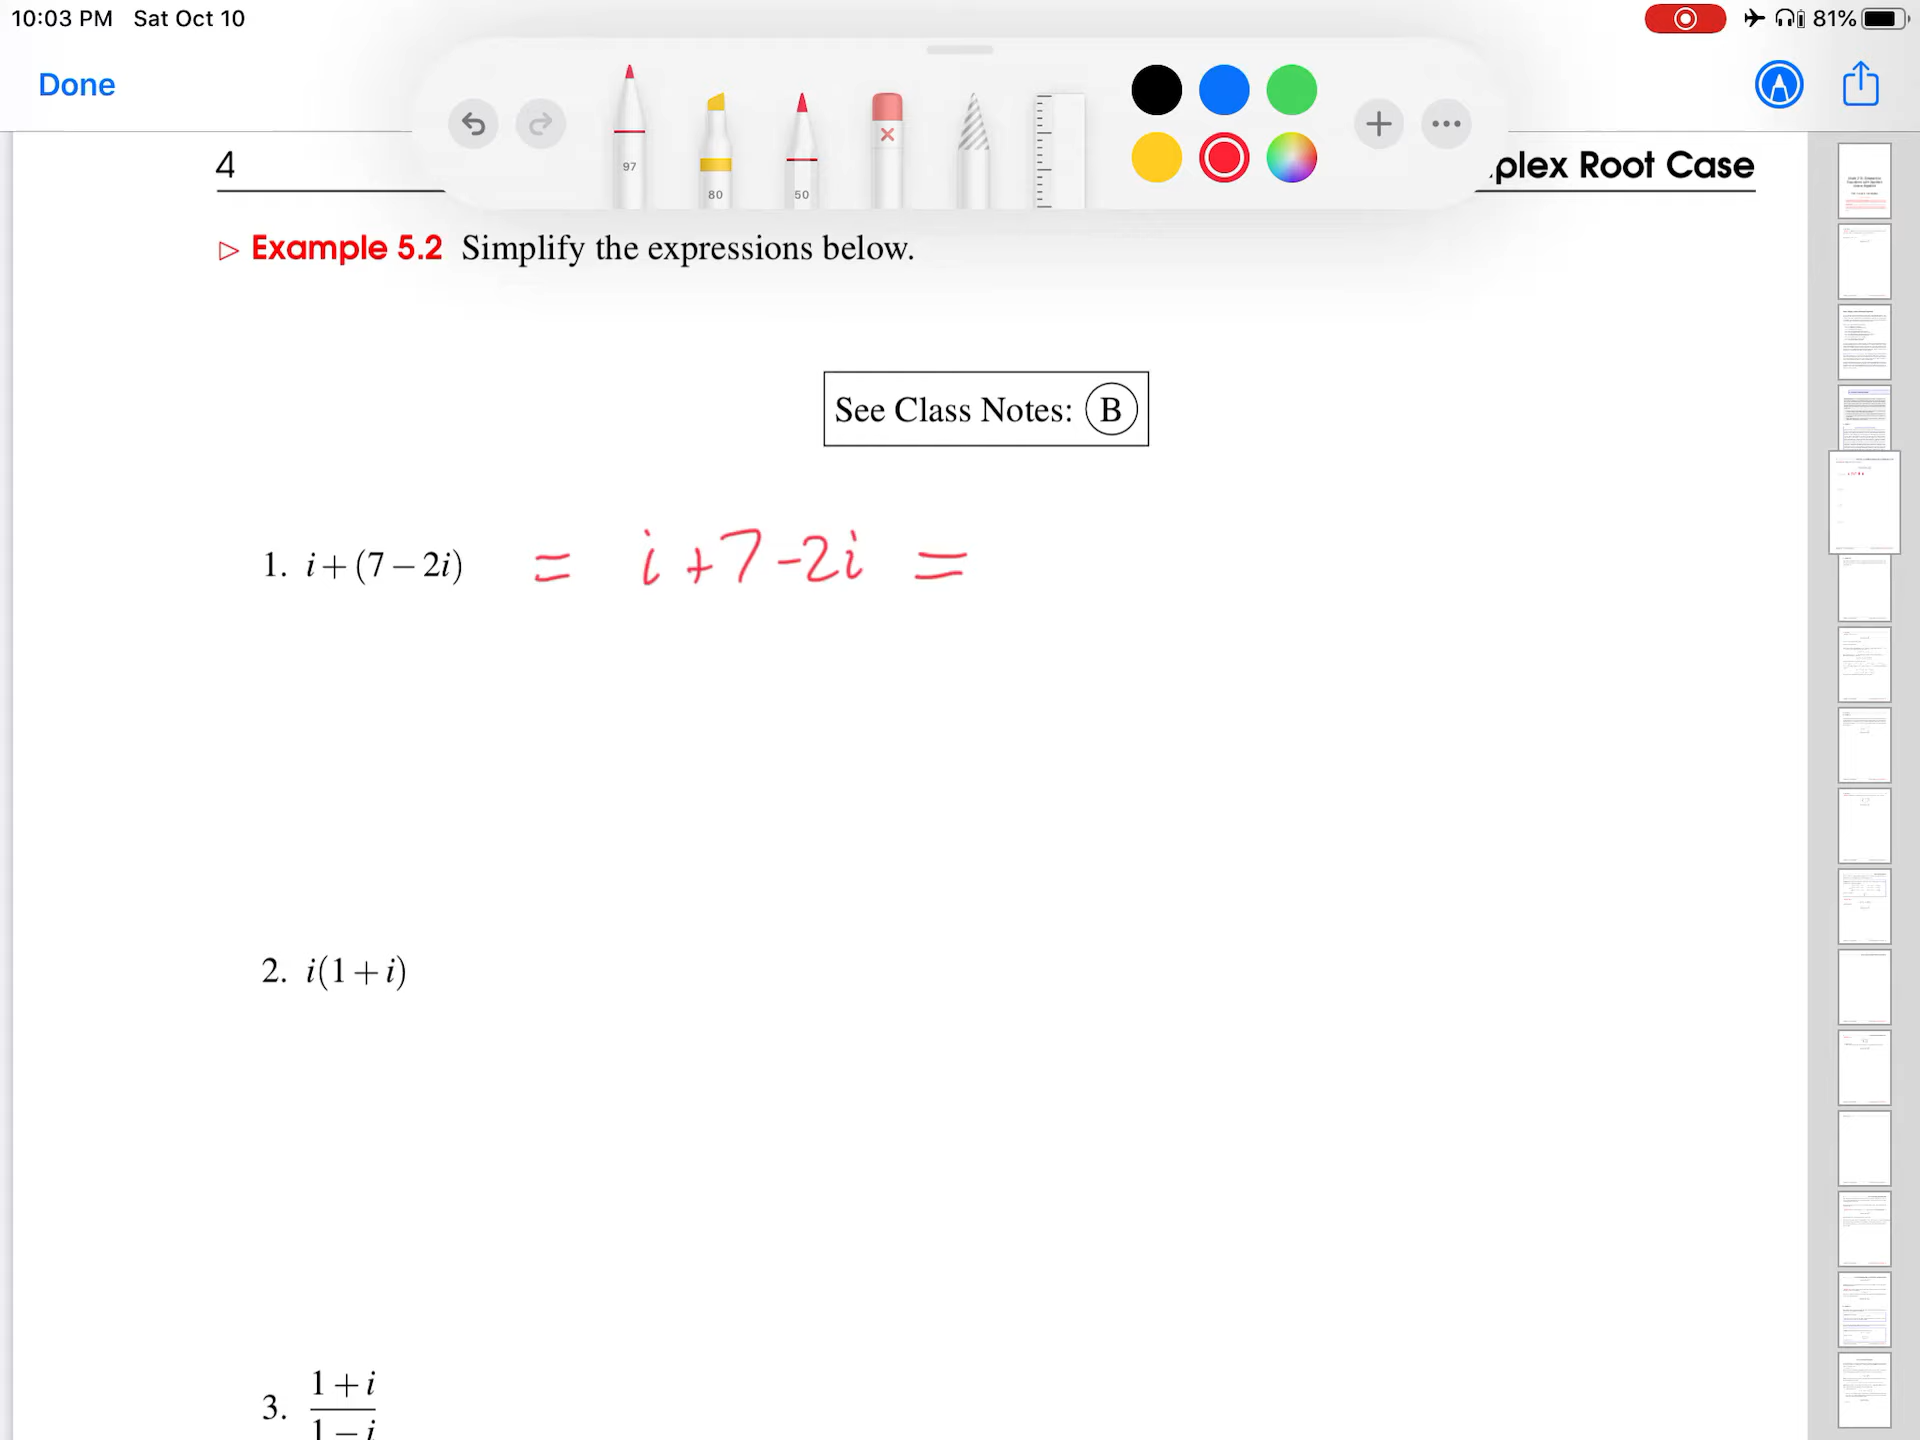 10:03 PM Sat Oct 10
81%
Done
97
80
50
4
plex Root Case
▷ Example 5.2 Simplify the expressions below.
See Class Notes: Ⓑ
1. i + (7 − 2i) = i + 7 - 2i =
2. i(1 + i)
3. 1 + i
1 − i